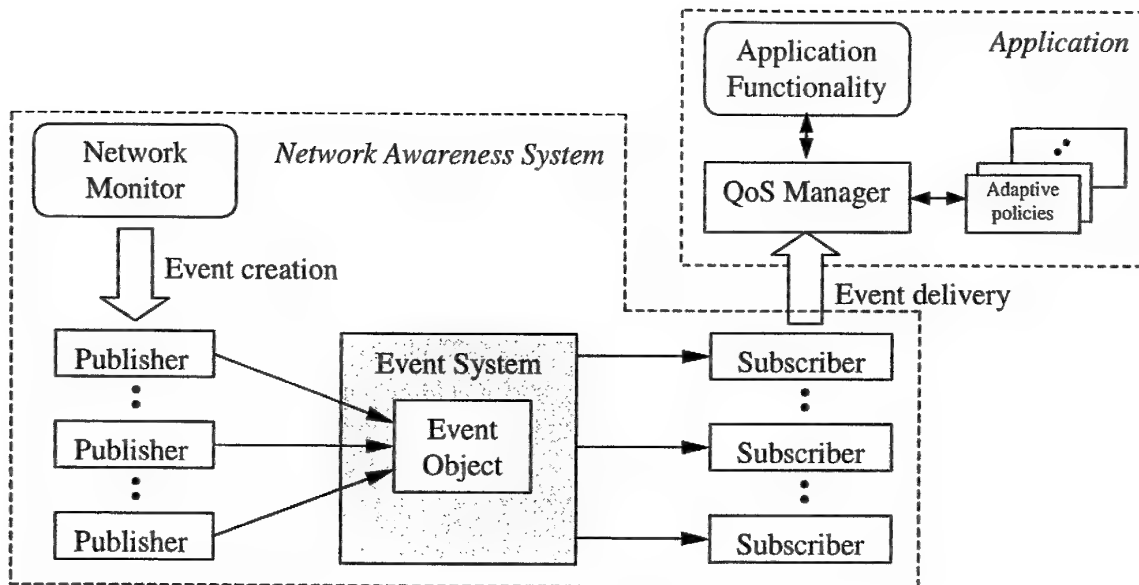 Application
Functionality
Application
Network
Monitor
Network Awareness System
QoS Manager
Adaptive
policies
Event creation
Event delivery
Publisher
Event System
Subscriber
Publisher
Event
Object
Subscriber
Publisher
Subscriber